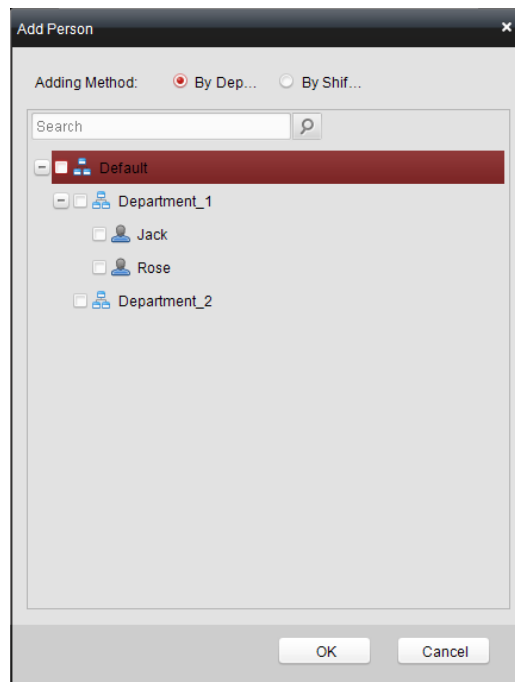 Add Person
Adding Method: By Dep... By Shif...
Search
Default
Department_1
Jack
Rose
Department_2
OK Cancel